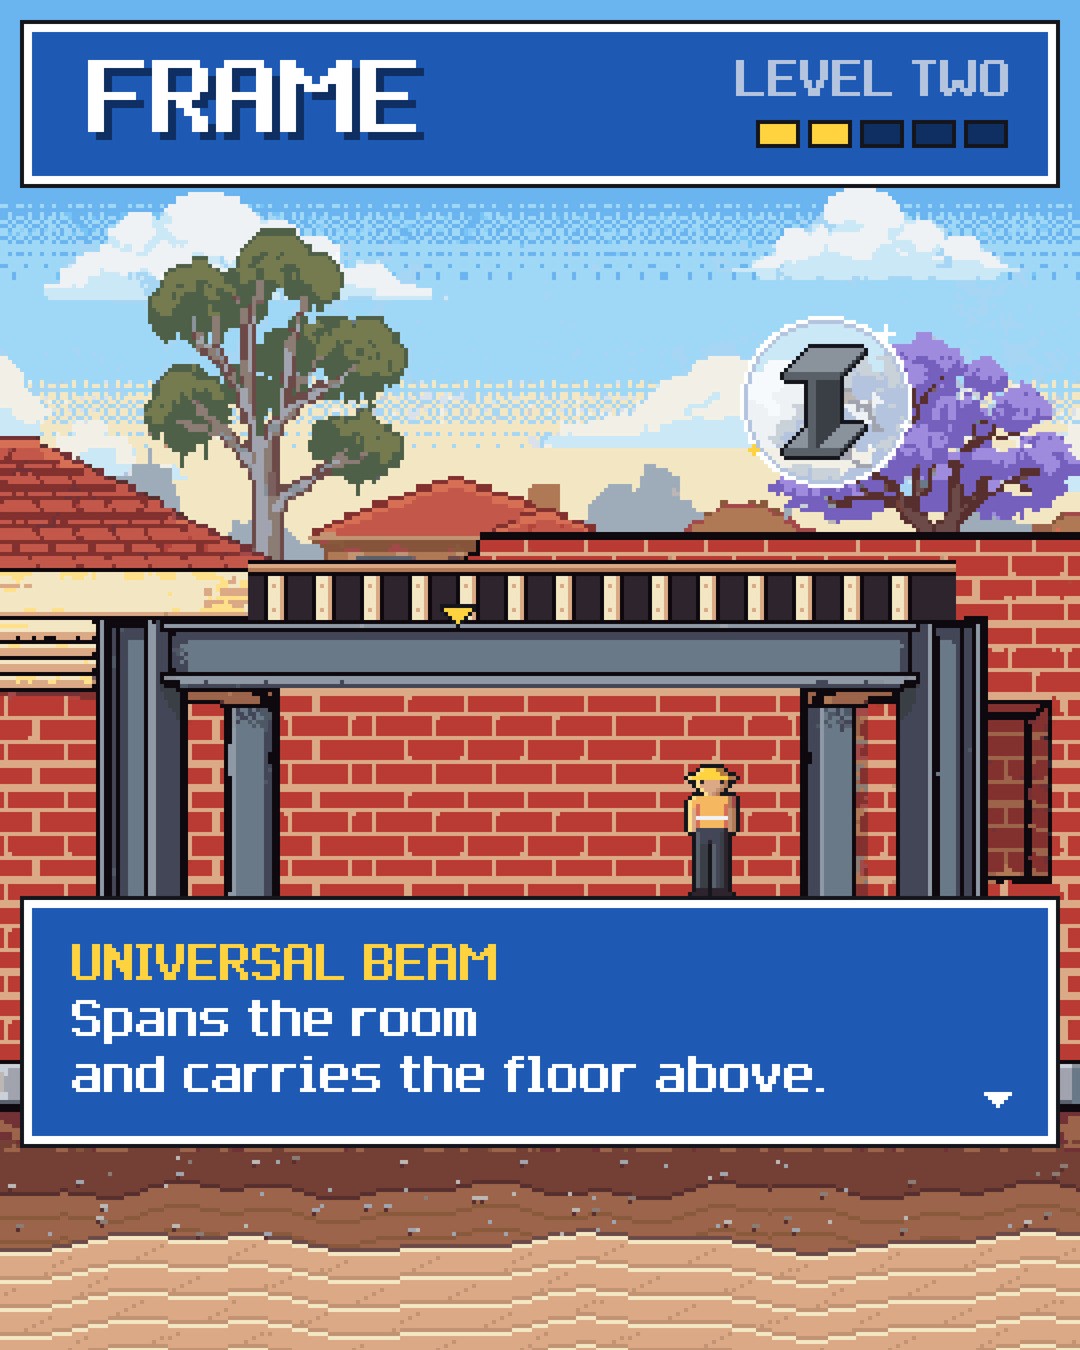 FRAME
LEVEL TWO
UNIVERSAL BEAM
Spans the room
and carries the floor above.